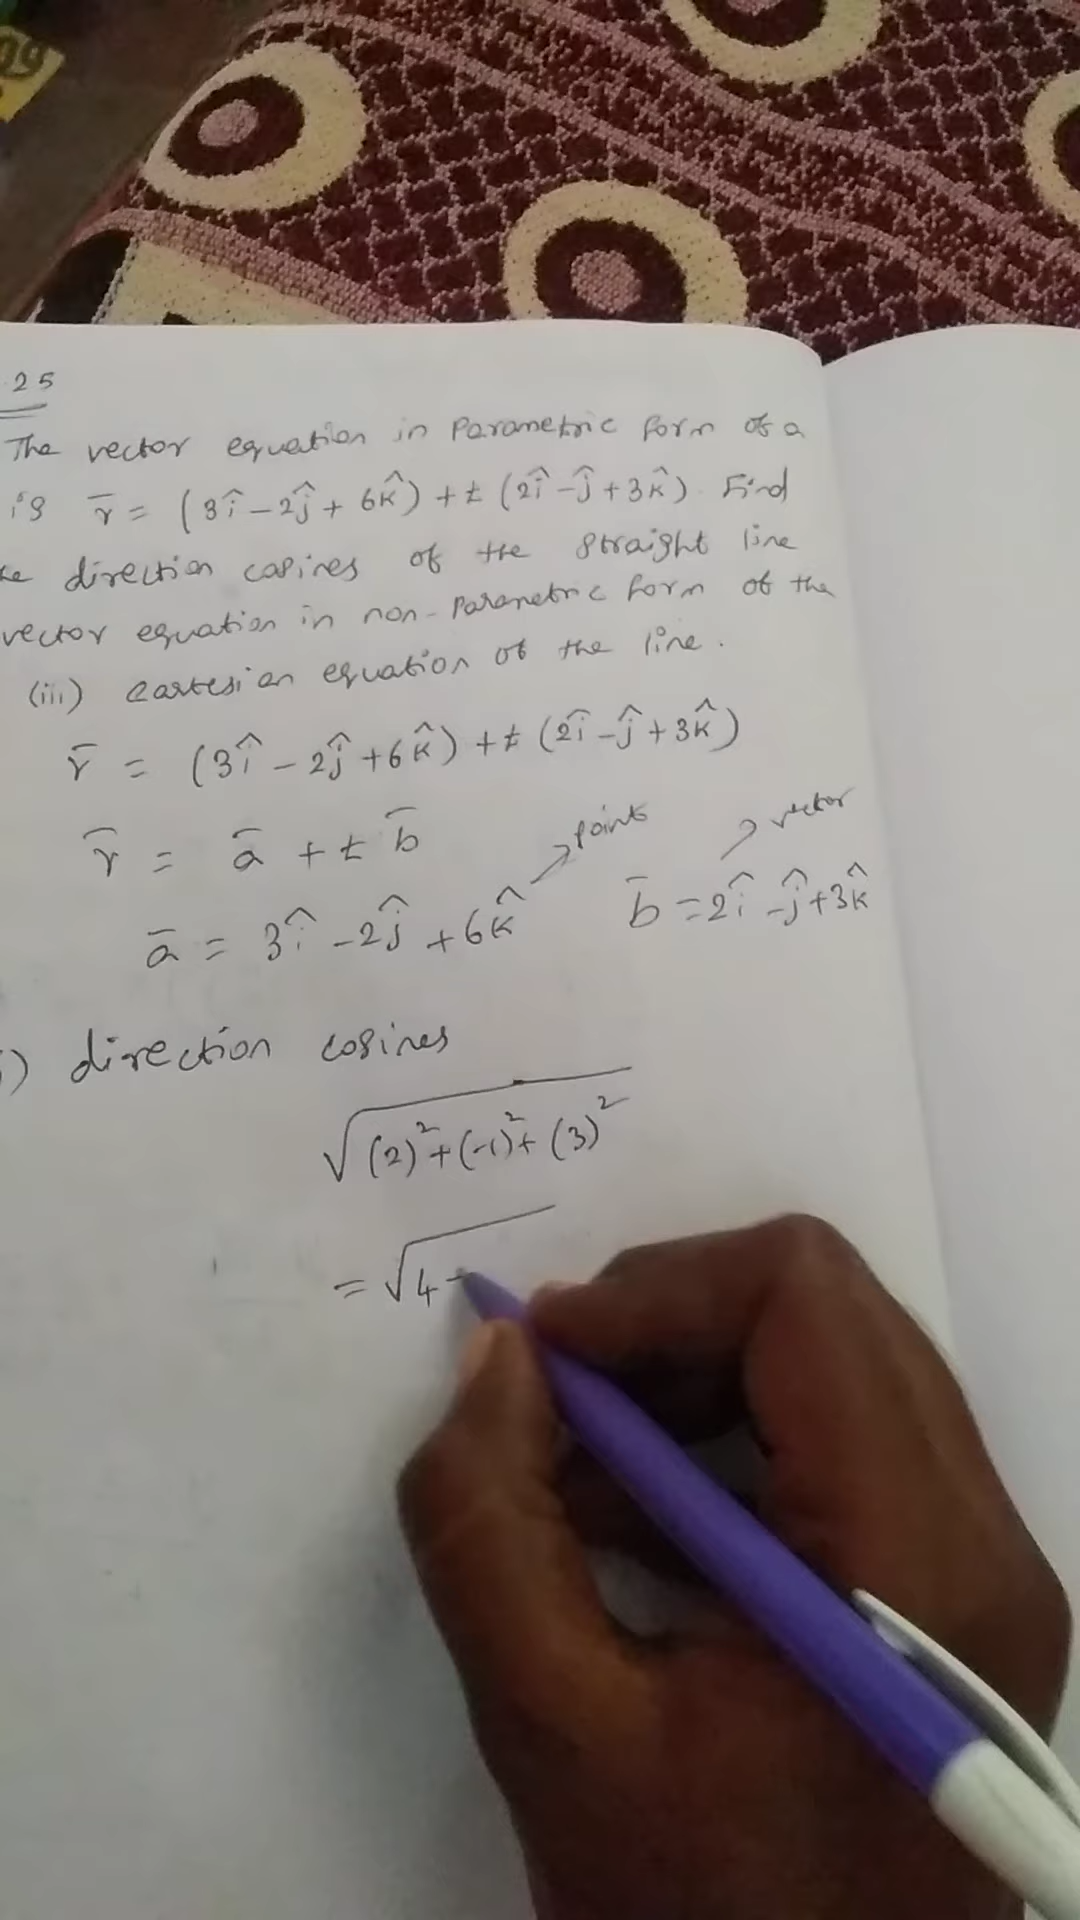 .25
The vector equation in parametric form of a
is r̄ = (3î - 2ĵ + 6k̂) + t (2î - ĵ + 3k̂). Find
direction cosines of the straight line
vector equation in non-parametric form of the
(iii) cartesian equation of the line.
r̄ = (3î - 2ĵ + 6k̂) + t (2î - ĵ + 3k̂)
r̄ = ā + t b̄
points vector
ā = 3î - 2ĵ + 6k̂ b̄ = 2î - ĵ + 3k̂
i) direction cosines
√(2)² + (-1)² + (3)²
= √4 +